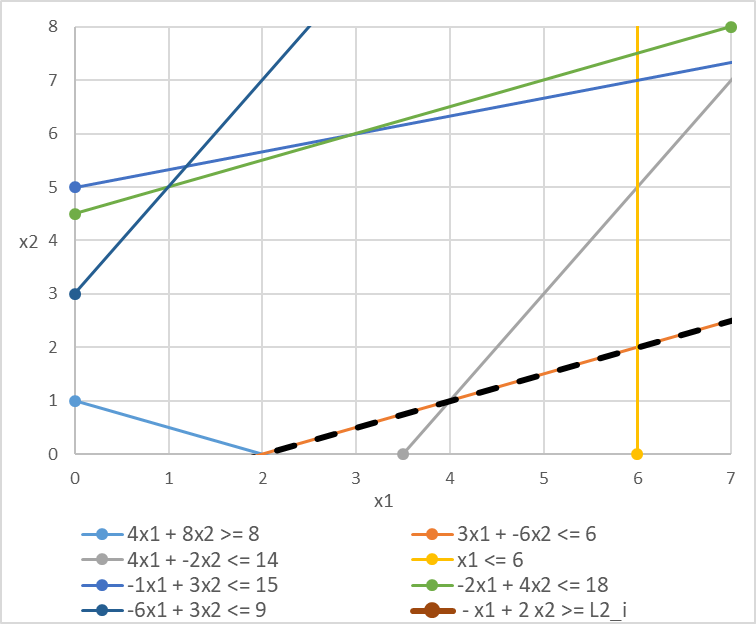 8
7
6
5
x2 4
3
2
1
0
0 1 2 3 4 5 6 7
x1
4x1 + 8x2 >= 8 3x1 + -6x2 <= 6
4x1 + -2x2 <= 14 x1 <= 6
-1x1 + 3x2 <= 15 -2x1 + 4x2 <= 18
-6x1 + 3x2 <= 9 - x1 + 2 x2 >= L2_i